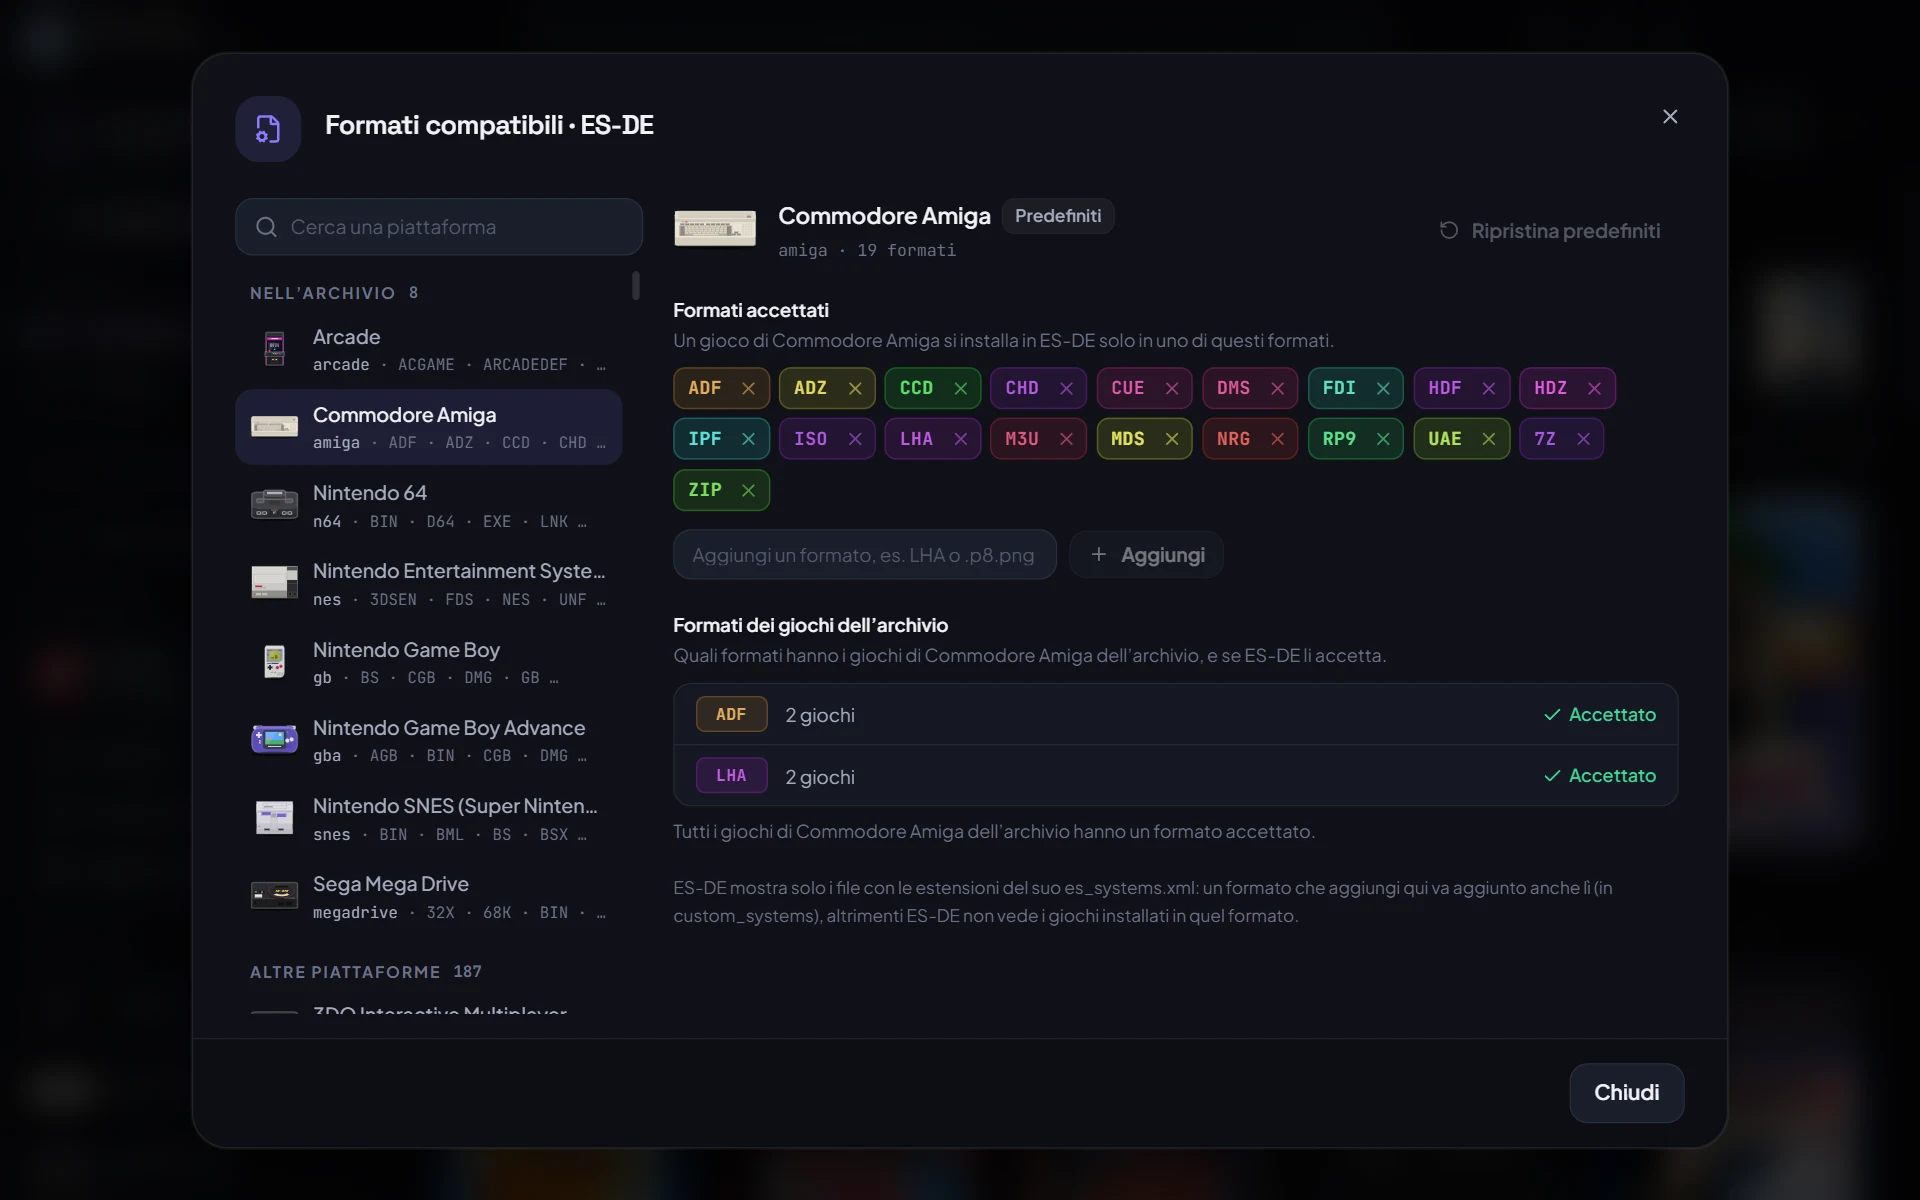 Formati compatibili · ES-DE
Cerca una piattaforma
NELL’ARCHIVIO 8
Arcade
arcade · ACGAME · ARCADEDEF · …
Commodore Amiga
amiga · ADF · ADZ · CCD · CHD …
Nintendo 64
n64 · BIN · D64 · EXE · LNK …
Nintendo Entertainment Syste…
nes · 3DSEN · FDS · NES · UNF …
Nintendo Game Boy
gb · BS · CGB · DMG · GB …
Nintendo Game Boy Advance
gba · AGB · BIN · CGB · DMG …
Nintendo SNES (Super Ninten…
snes · BIN · BML · BS · BSX …
Sega Mega Drive
megadrive · 32X · 68K · BIN · …
ALTRE PIATTAFORME 187
3DO Interactive Multiplayer
Commodore Amiga Predefiniti
amiga · 19 formati
Ripristina predefiniti
Formati accettati
Un gioco di Commodore Amiga si installa in ES-DE solo in uno di questi formati.
ADF ADZ CCD CHD CUE DMS FDI HDF HDZ
IPF ISO LHA M3U MDS NRG RP9 UAE 7Z
ZIP
Aggiungi un formato, es. LHA o .p8.png
Aggiungi
Formati dei giochi dell’archivio
Quali formati hanno i giochi di Commodore Amiga dell’archivio, e se ES-DE li accetta.
ADF 2 giochi Accettato
LHA 2 giochi Accettato
Tutti i giochi di Commodore Amiga dell’archivio hanno un formato accettato.
ES-DE mostra solo i file con le estensioni del suo es_systems.xml: un formato che aggiungi qui va aggiunto anche lì (in
custom_systems), altrimenti ES-DE non vede i giochi installati in quel formato.
Chiudi